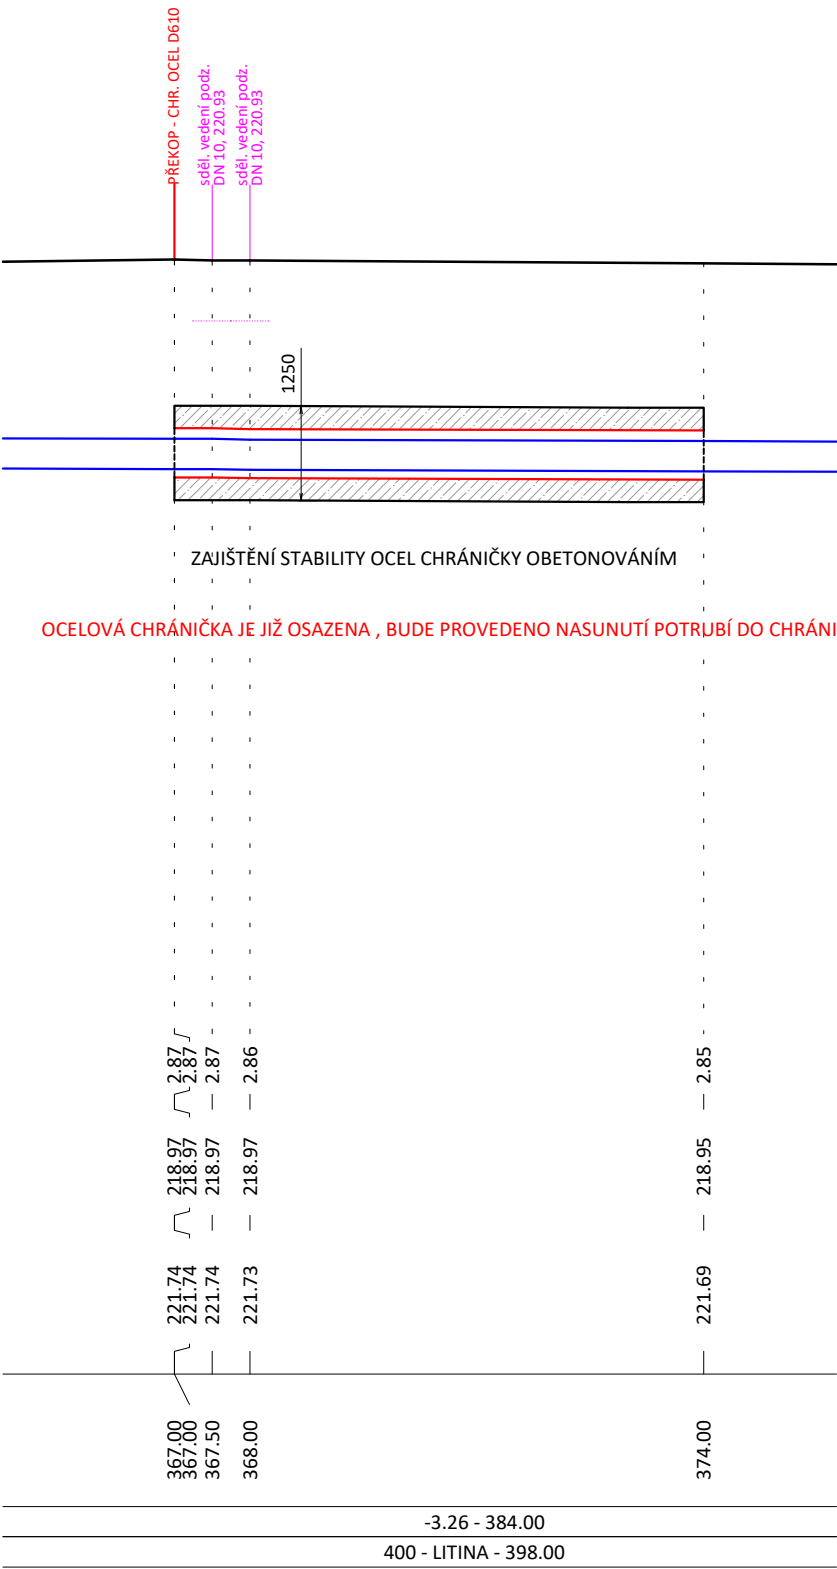 PŘEKOP - CHR. OCEL D610
sděl. vedení podz.
DN 10, 220.93
sděl. vedení podz.
DN 10, 220.93
1250
ZAJIŠTĚNÍ STABILITY OCEL CHRÁNIČKY OBETONOVÁNÍM
OCELOVÁ CHRÁNIČKA JE JIŽ OSAZENA , BUDE PROVEDENO NASUNUTÍ POTRUBÍ DO CHRÁNI
2.87
2.87
2.87
2.86
2.85
218.97
218.97
218.97
218.97
218.95
221.74
221.74
221.74
221.73
221.69
367.00
367.00
367.50
368.00
374.00
-3.26 - 384.00
400 - LITINA - 398.00